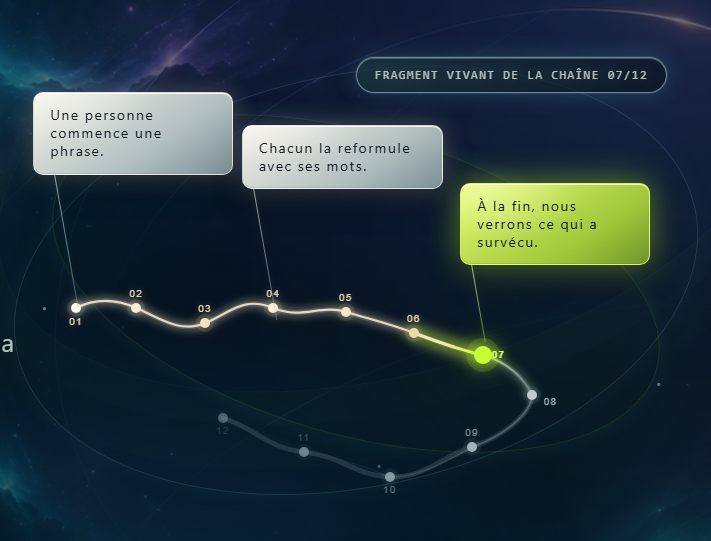 FRAGMENT VIVANT DE LA CHAÎNE 07/12
Une personne
commence une
phrase.
Chacun la reformule
avec ses mots.
À la fin, nous
verrons ce qui a
survécu.
01
02
03
04
05
06
07
08
09
10
11
12
a